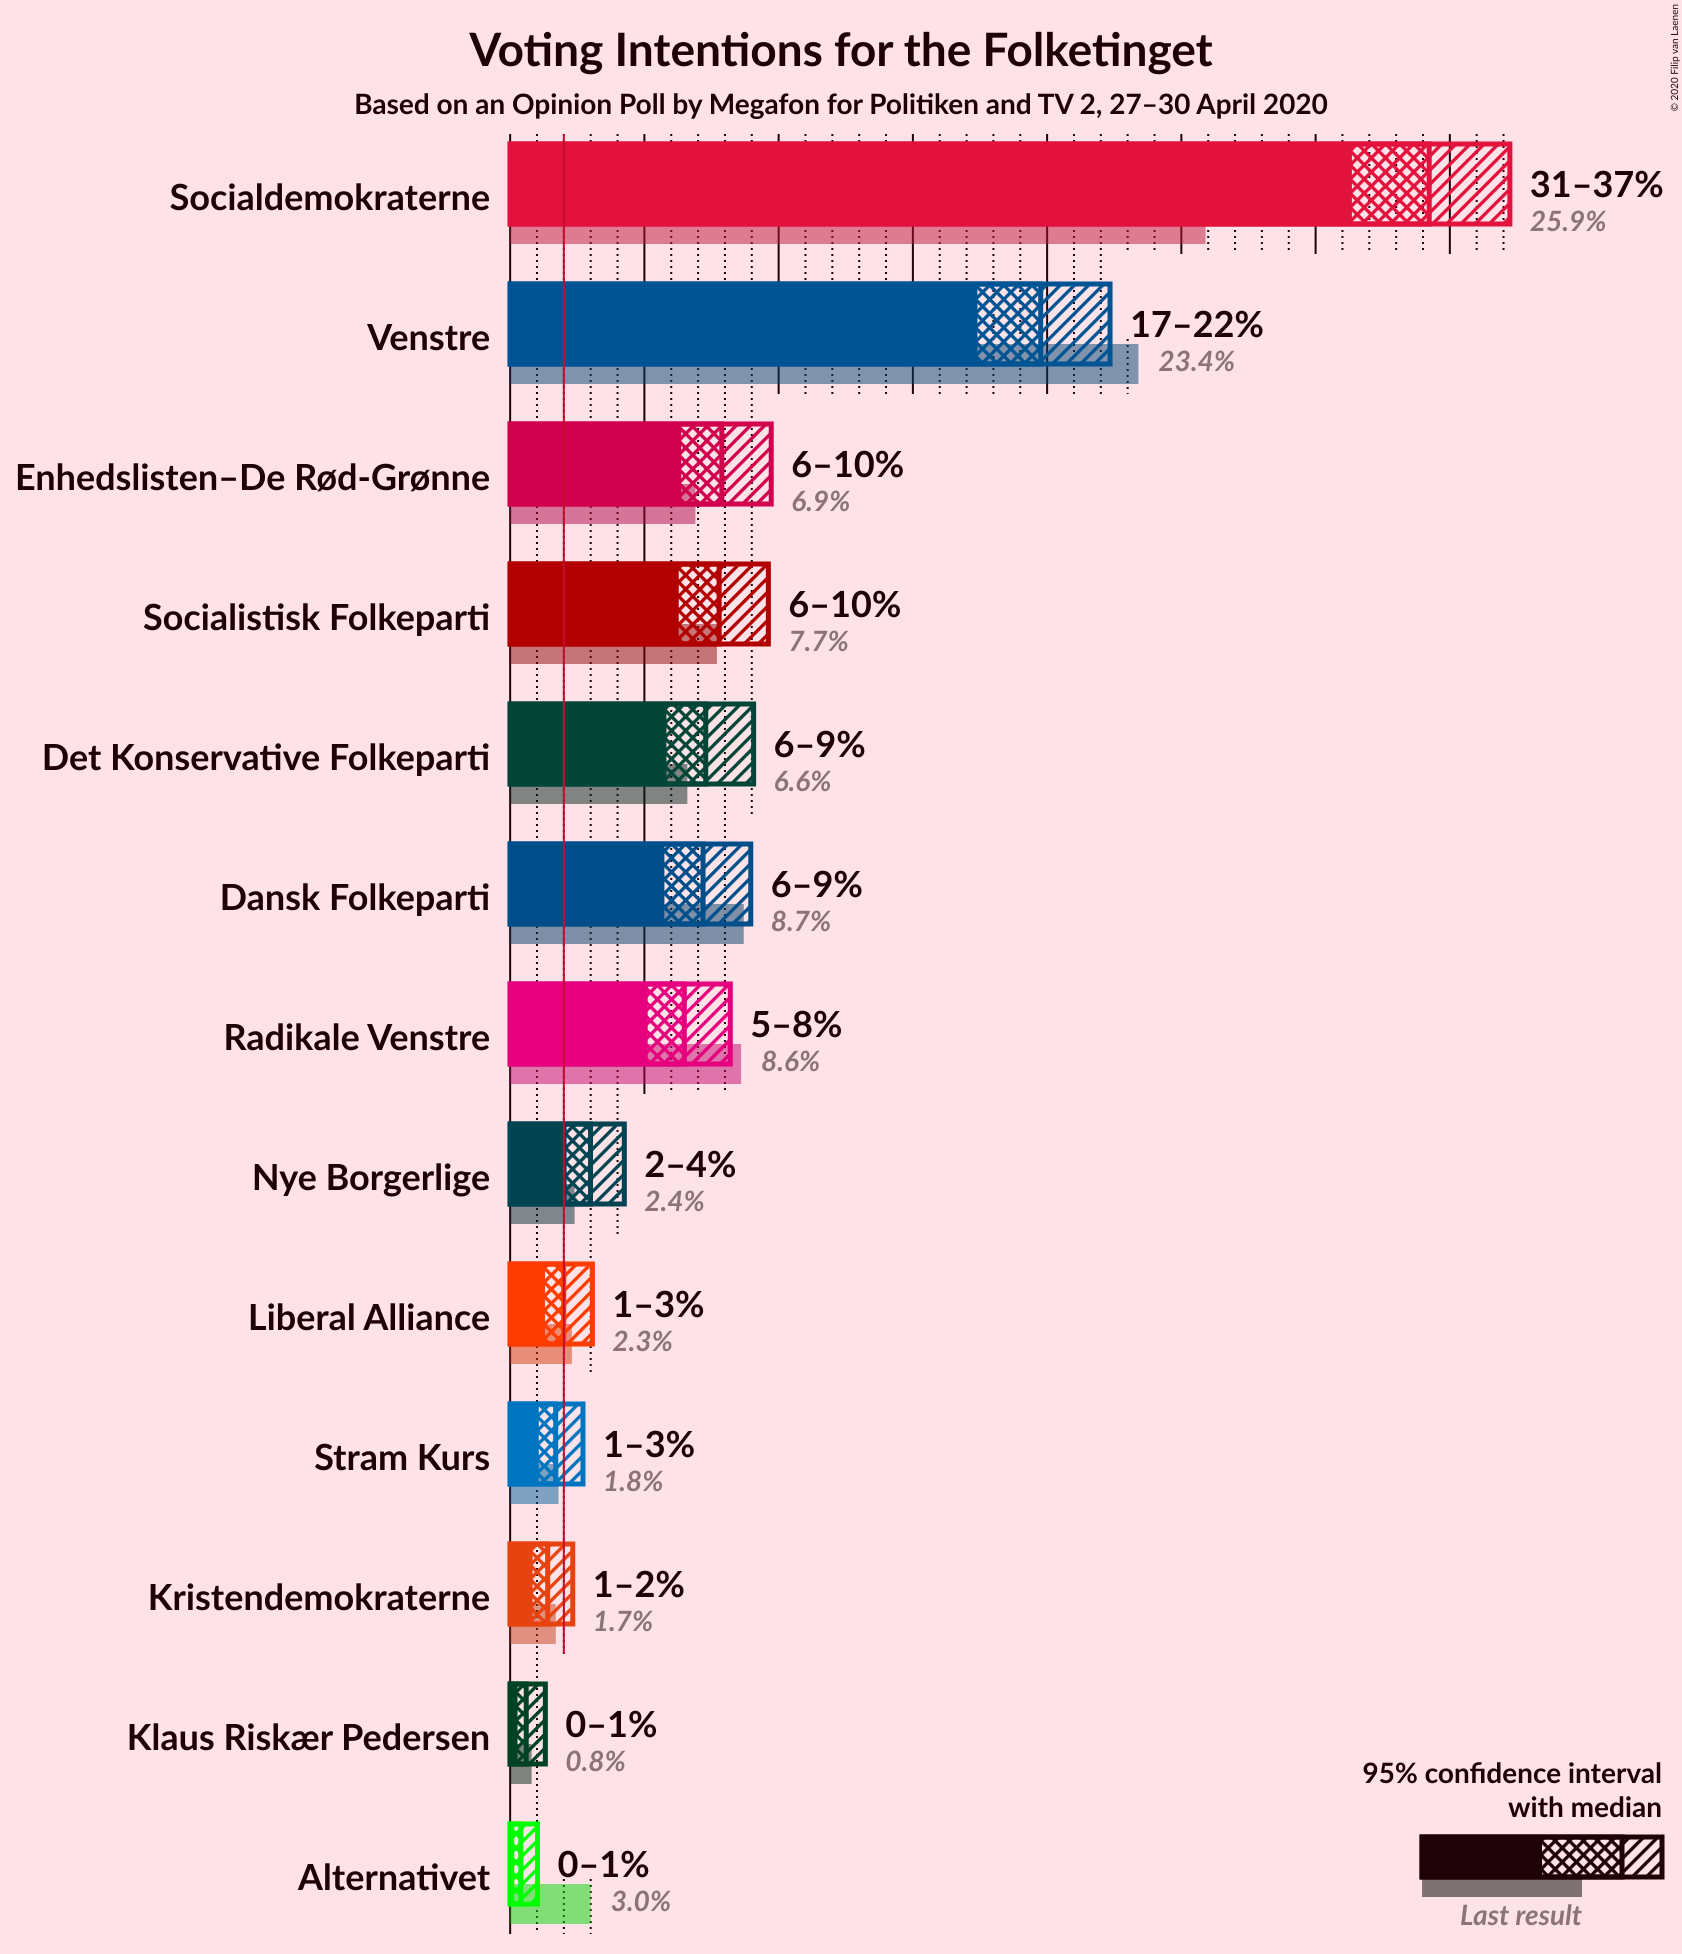 Voting Intentions for the Folketinget
Based on an Opinion Poll by Megafon for Politiken and TV 2, 27–30 April 2020
© 2020 Filip van Laenen
Socialdemokraterne
31–37%
25.9%
Venstre
17–22%
23.4%
Enhedslisten–De Rød-Grønne
6–10%
6.9%
Socialistisk Folkeparti
6–10%
7.7%
Det Konservative Folkeparti
6–9%
6.6%
Dansk Folkeparti
6–9%
8.7%
Radikale Venstre
5–8%
8.6%
Nye Borgerlige
2–4%
2.4%
Liberal Alliance
1–3%
2.3%
Stram Kurs
1–3%
1.8%
Kristendemokraterne
1–2%
1.7%
Klaus Riskær Pedersen
0–1%
0.8%
Alternativet
0–1%
3.0%
95% confidence interval
with median
Last result